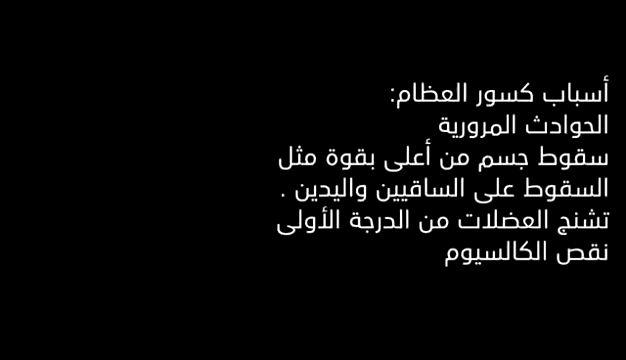 أسباب كسور العظام:
الحوادث المرورية
سقوط جسم من أعلى بقوة مثل
السقوط على الساقيين واليدين .
تشنج العضلات من الدرجة الأولى
نقص الكالسيوم